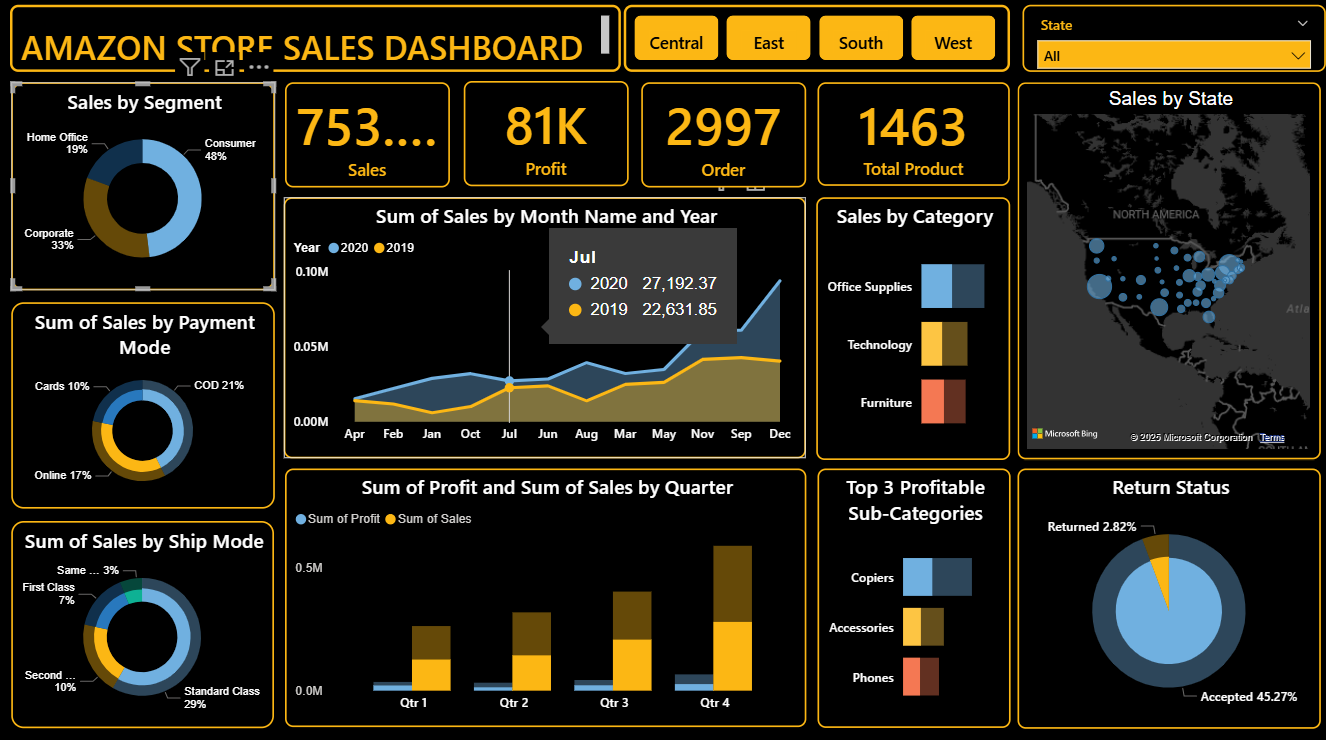 AMAZON STORE SALES DASHBOARD
Central
East
South
West
State
All
Sales by Segment
Home Office
19%
Consumer
48%
Corporate
33%
753....
Sales
81K
Profit
2997
Order
1463
Total Product
Sales by State
NORTH AMERICA
Atla
Microsoft Bing
© 2025 Microsoft Corporation
Terms
Sum of Sales by Month Name and Year
Year
2020
2019
0.10M
0.05M
0.00M
Apr
Feb
Jan
Oct
Jul
Jun
Aug
Mar
May
Nov
Sep
Dec
Jul
2020 27,192.37
2019 22,631.85
Sales by Category
Office Supplies
Technology
Furniture
Sum of Sales by Payment
Mode
Cards 10%
COD 21%
Online 17%
Sum of Sales by Ship Mode
Same ... 3%
First Class
7%
Second ...
10%
Standard Class
29%
Sum of Profit and Sum of Sales by Quarter
Sum of Profit
Sum of Sales
0.5M
0.0M
Qtr 1
Qtr 2
Qtr 3
Qtr 4
Top 3 Profitable
Sub-Categories
Copiers
Accessories
Phones
Return Status
Returned 2.82%
Accepted 45.27%